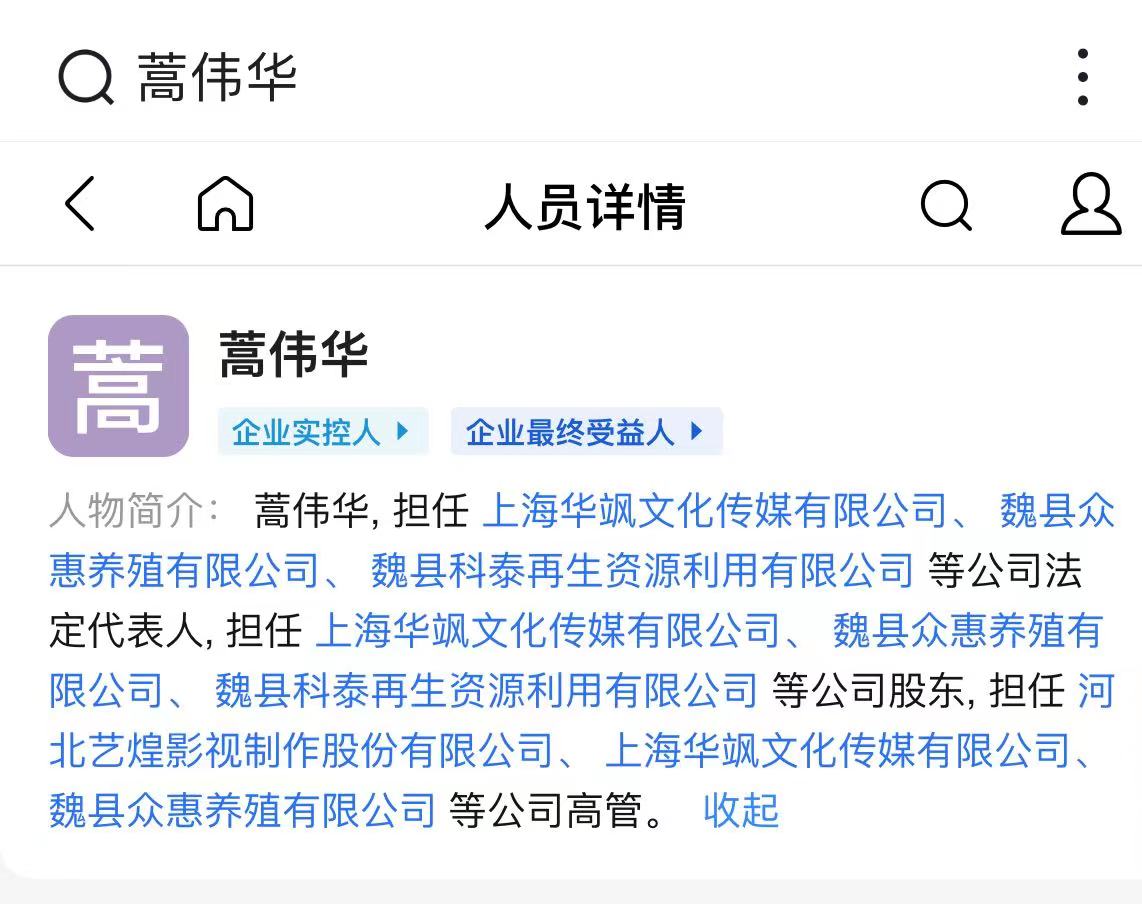 蒿伟华
人员详情
蒿
蒿伟华
企业实控人
企业最终受益人
人物简介： 蒿伟华, 担任 上海华飒文化传媒有限公司、 魏县众
惠养殖有限公司、 魏县科泰再生资源利用有限公司 等公司法
定代表人, 担任 上海华飒文化传媒有限公司、 魏县众惠养殖有
限公司、 魏县科泰再生资源利用有限公司 等公司股东, 担任 河
北艺煌影视制作股份有限公司、 上海华飒文化传媒有限公司、
魏县众惠养殖有限公司 等公司高管。 收起